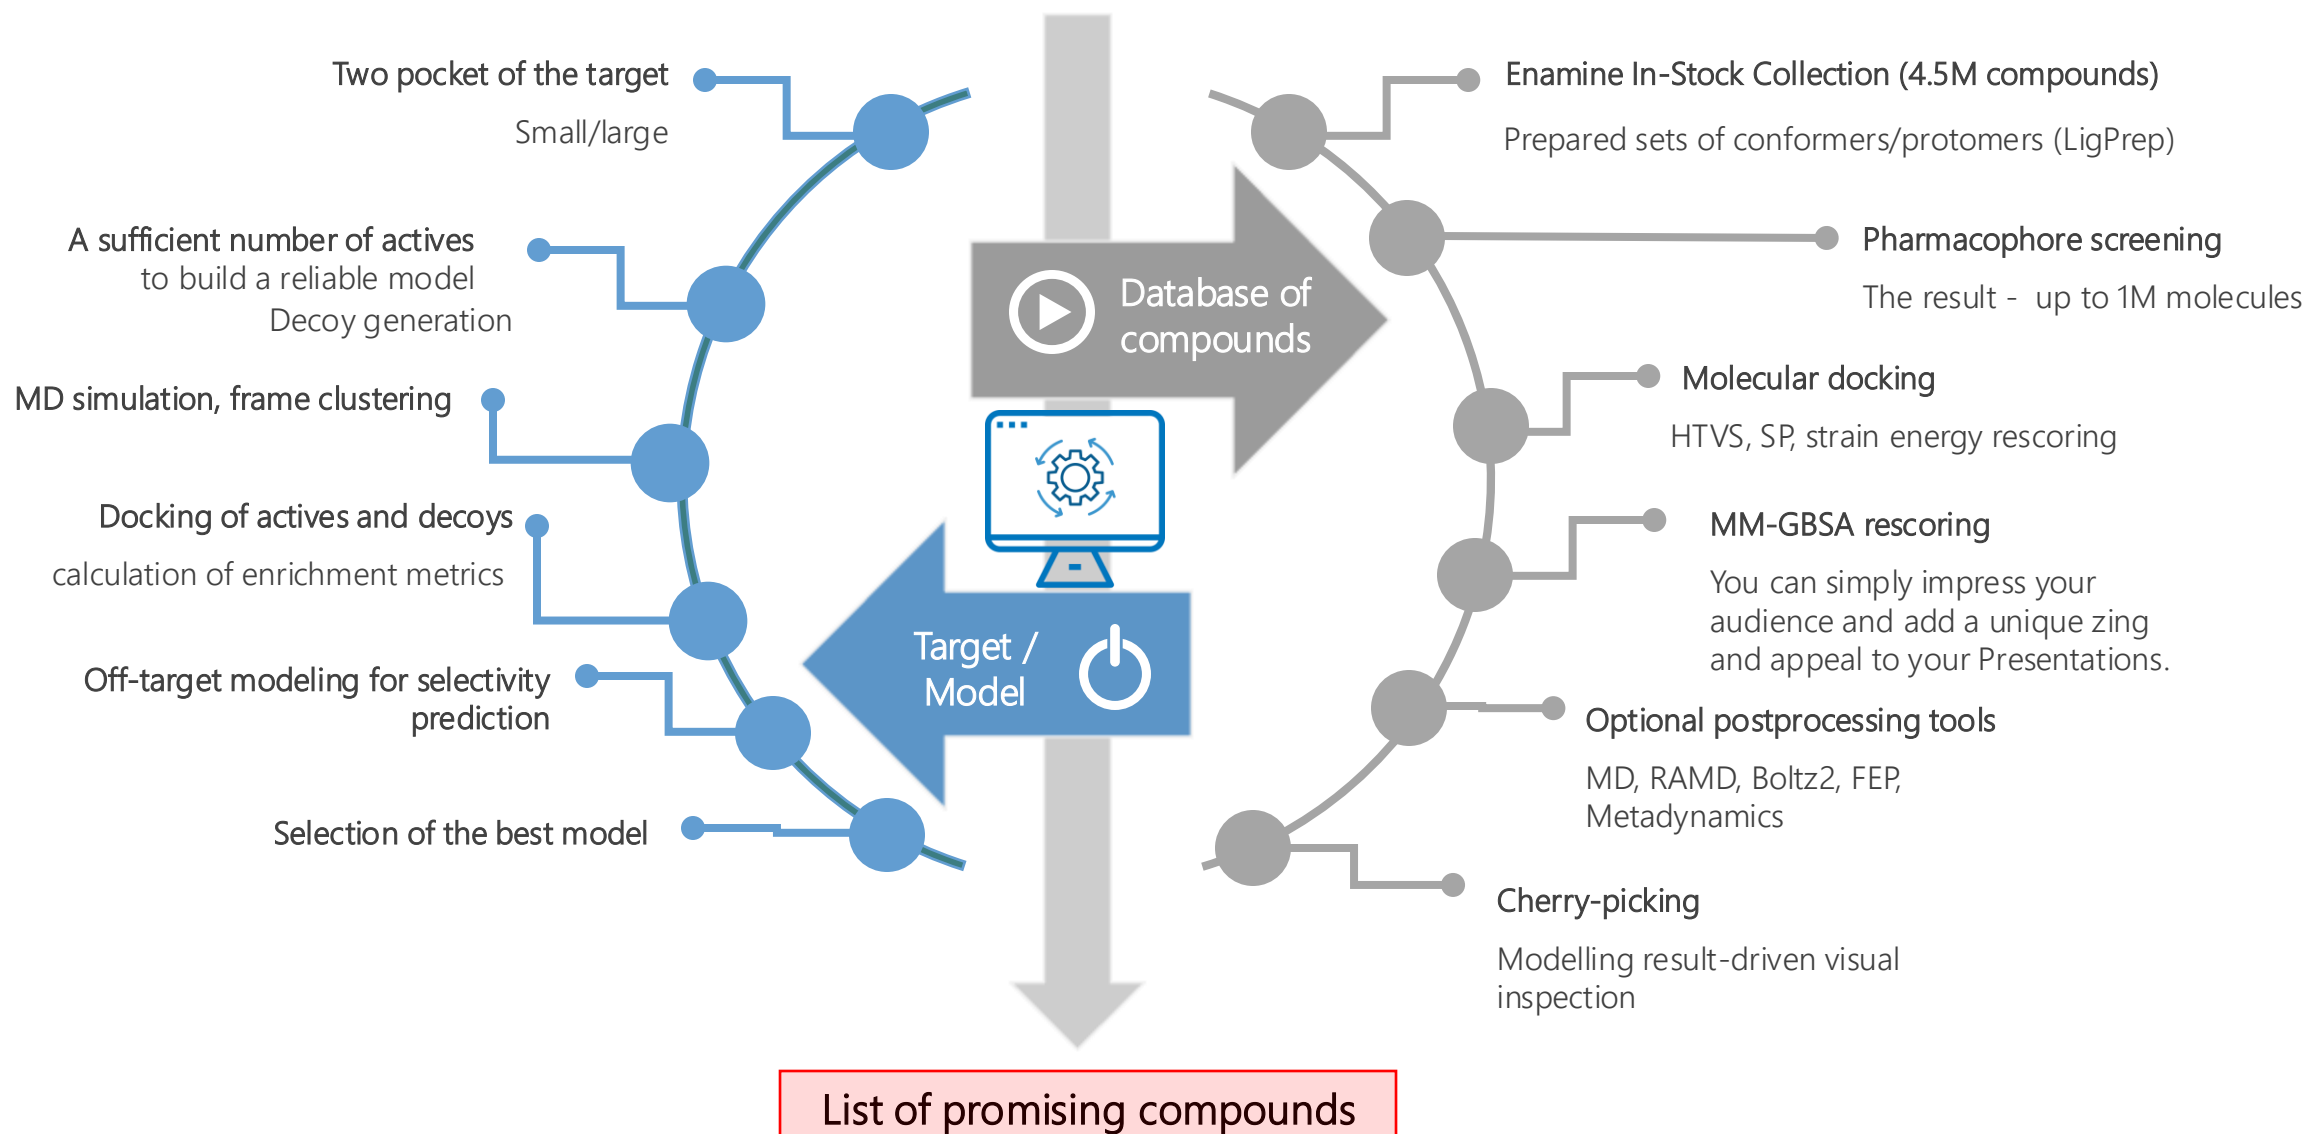 Two pocket of the target
Small/large
A sufficient number of actives
to build a reliable model
Decoy generation
MD simulation, frame clustering
Docking of actives and decoys
calculation of enrichment metrics
Off-target modeling for selectivity
prediction
Selection of the best model
Database of
compounds
Target /
Model
Enamine In-Stock Collection (4.5M compounds)
Prepared sets of conformers/protomers (LigPrep)
Pharmacophore screening
The result -  up to 1M molecules
Molecular docking
HTVS, SP, strain energy rescoring
MM-GBSA rescoring
You can simply impress your
audience and add a unique zing
and appeal to your Presentations.
Optional postprocessing tools
MD, RAMD, Boltz2, FEP,
Metadynamics
Cherry-picking
Modelling result-driven visual
inspection
List of promising compounds